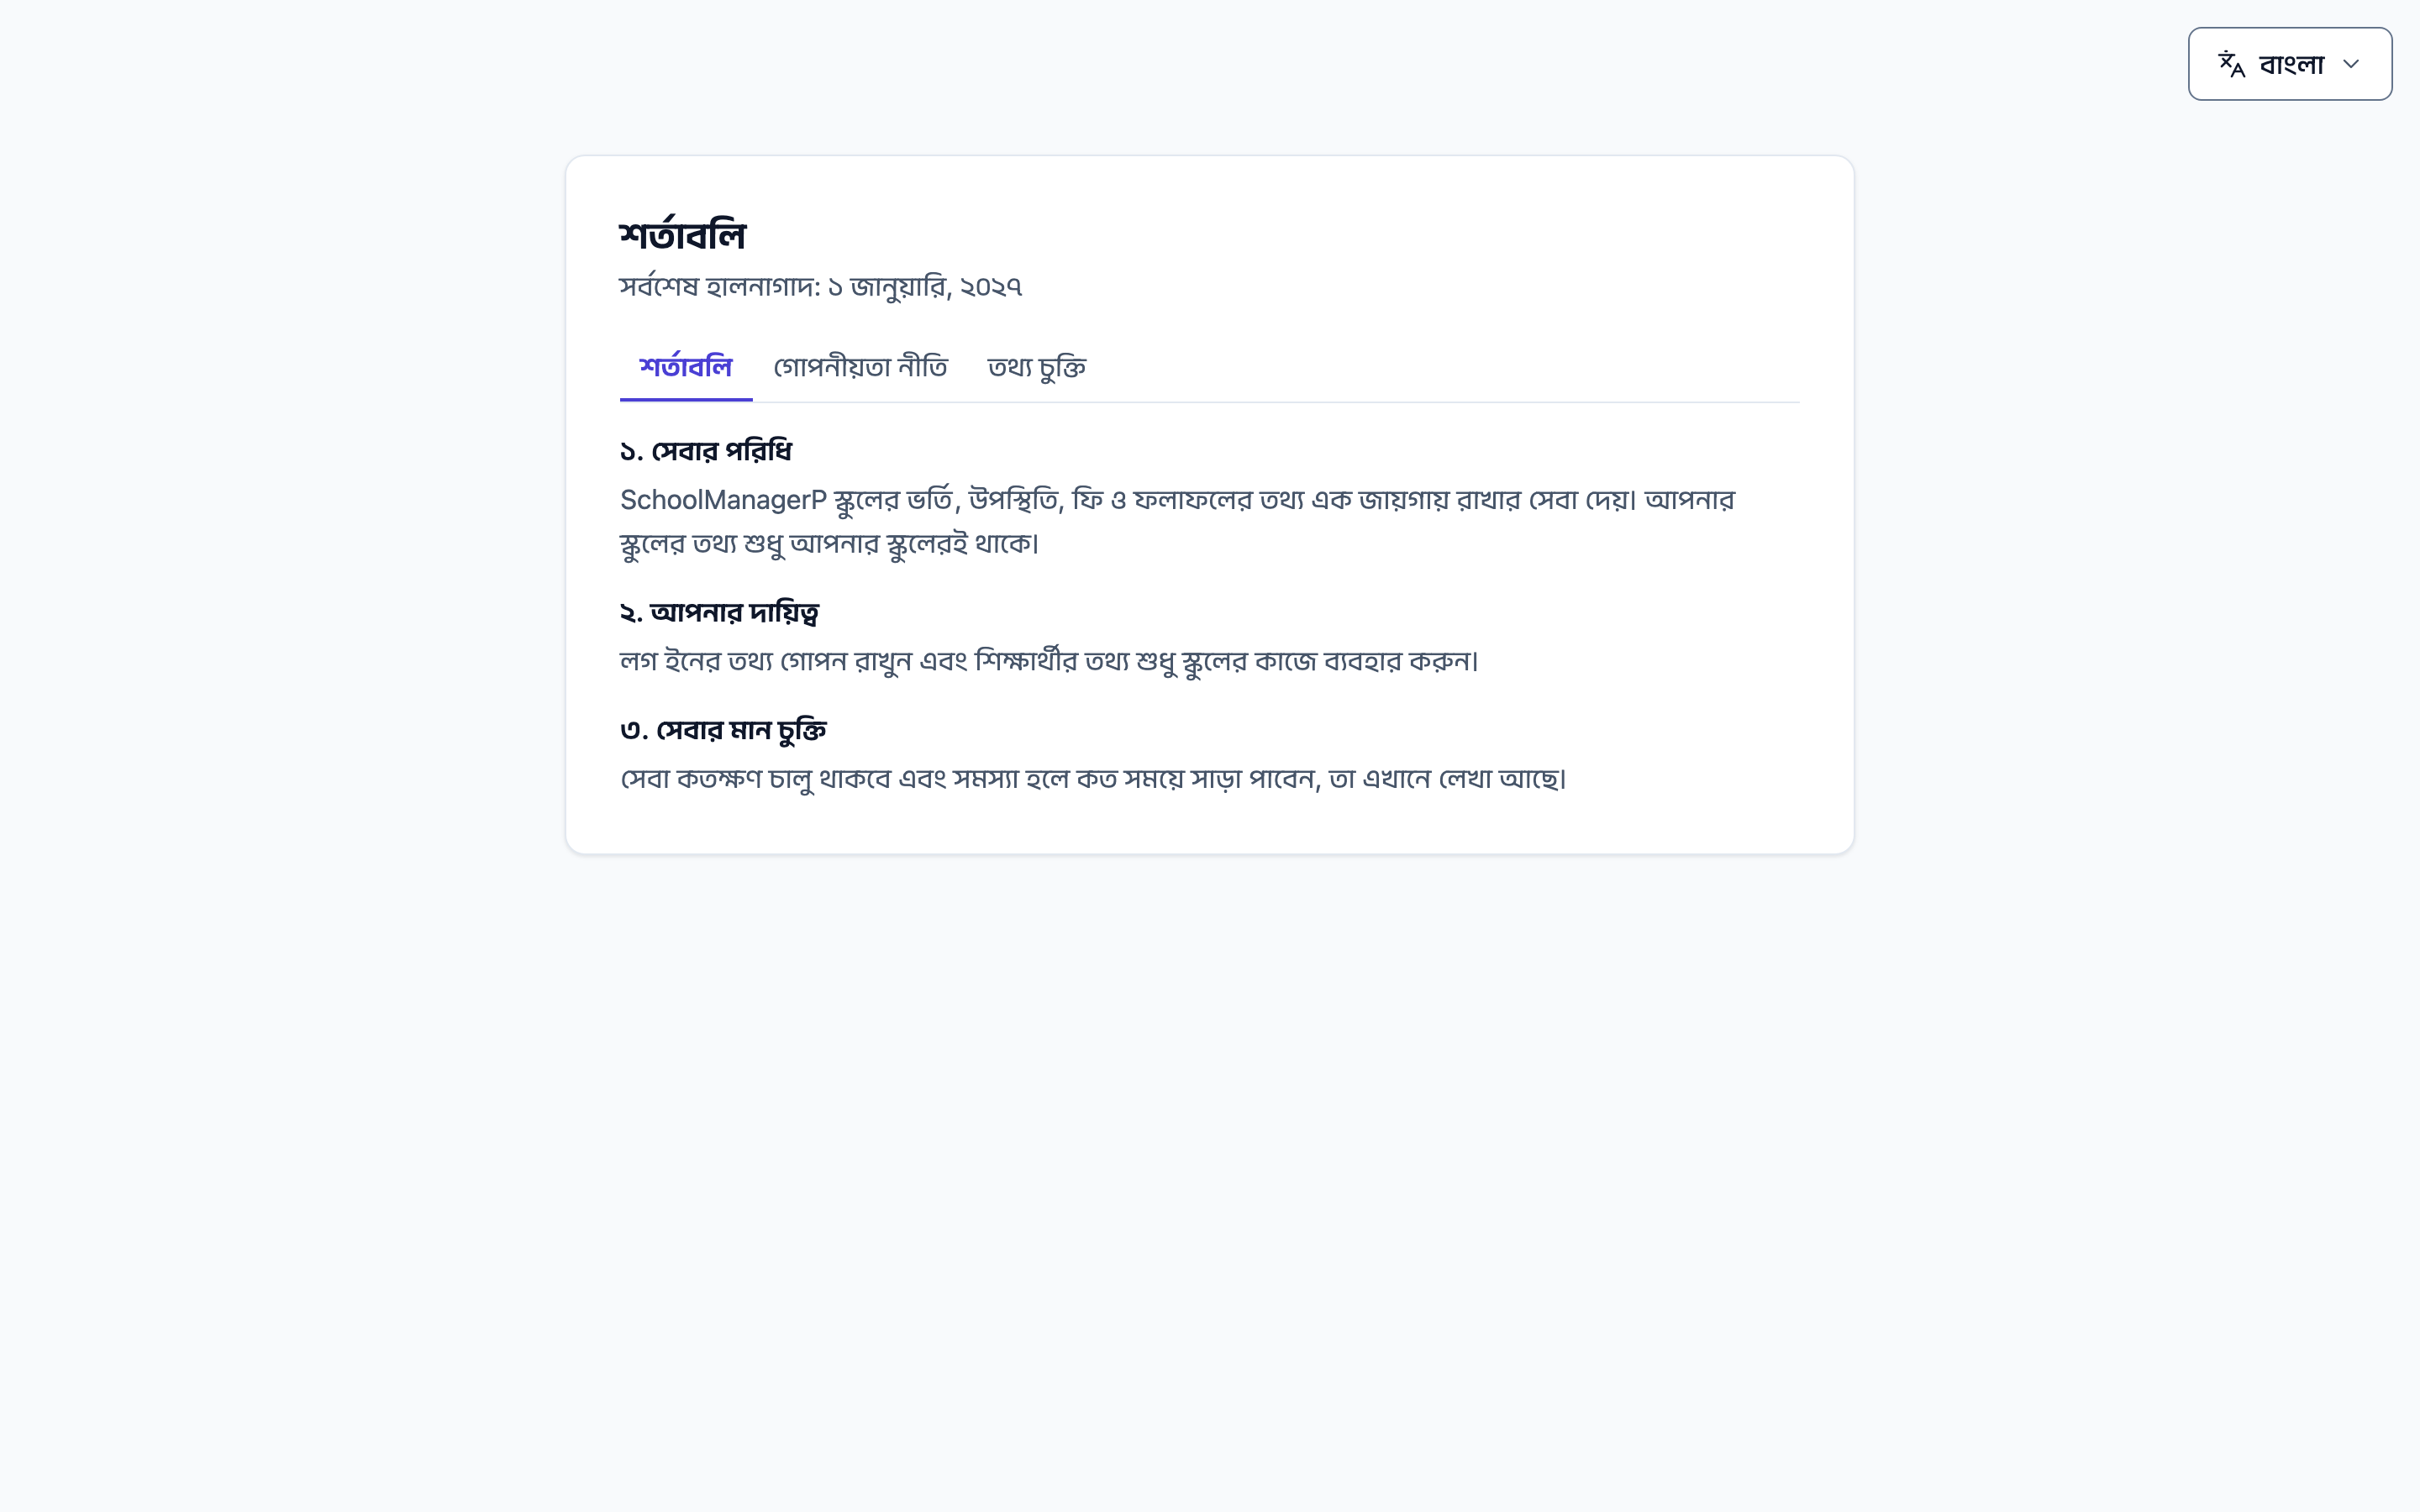 বাংলা
শর্তাবলি
সর্বশেষ হালনাগাদ: ১ জানুয়ারি, ২০২৭
শর্তাবলি গোপনীয়তা নীতি তথ্য চুক্তি
১. সেবার পরিধি
SchoolManagerP স্কুলের ভর্তি, উপস্থিতি, ফি ও ফলাফলের তথ্য এক জায়গায় রাখার সেবা দেয়। আপনার
স্কুলের তথ্য শুধু আপনার স্কুলেরই থাকে।
২. আপনার দায়িত্ব
লগ ইনের তথ্য গোপন রাখুন এবং শিক্ষার্থীর তথ্য শুধু স্কুলের কাজে ব্যবহার করুন।
৩. সেবার মান চুক্তি
সেবা কতক্ষণ চালু থাকবে এবং সমস্যা হলে কত সময়ে সাড়া পাবেন, তা এখানে লেখা আছে।